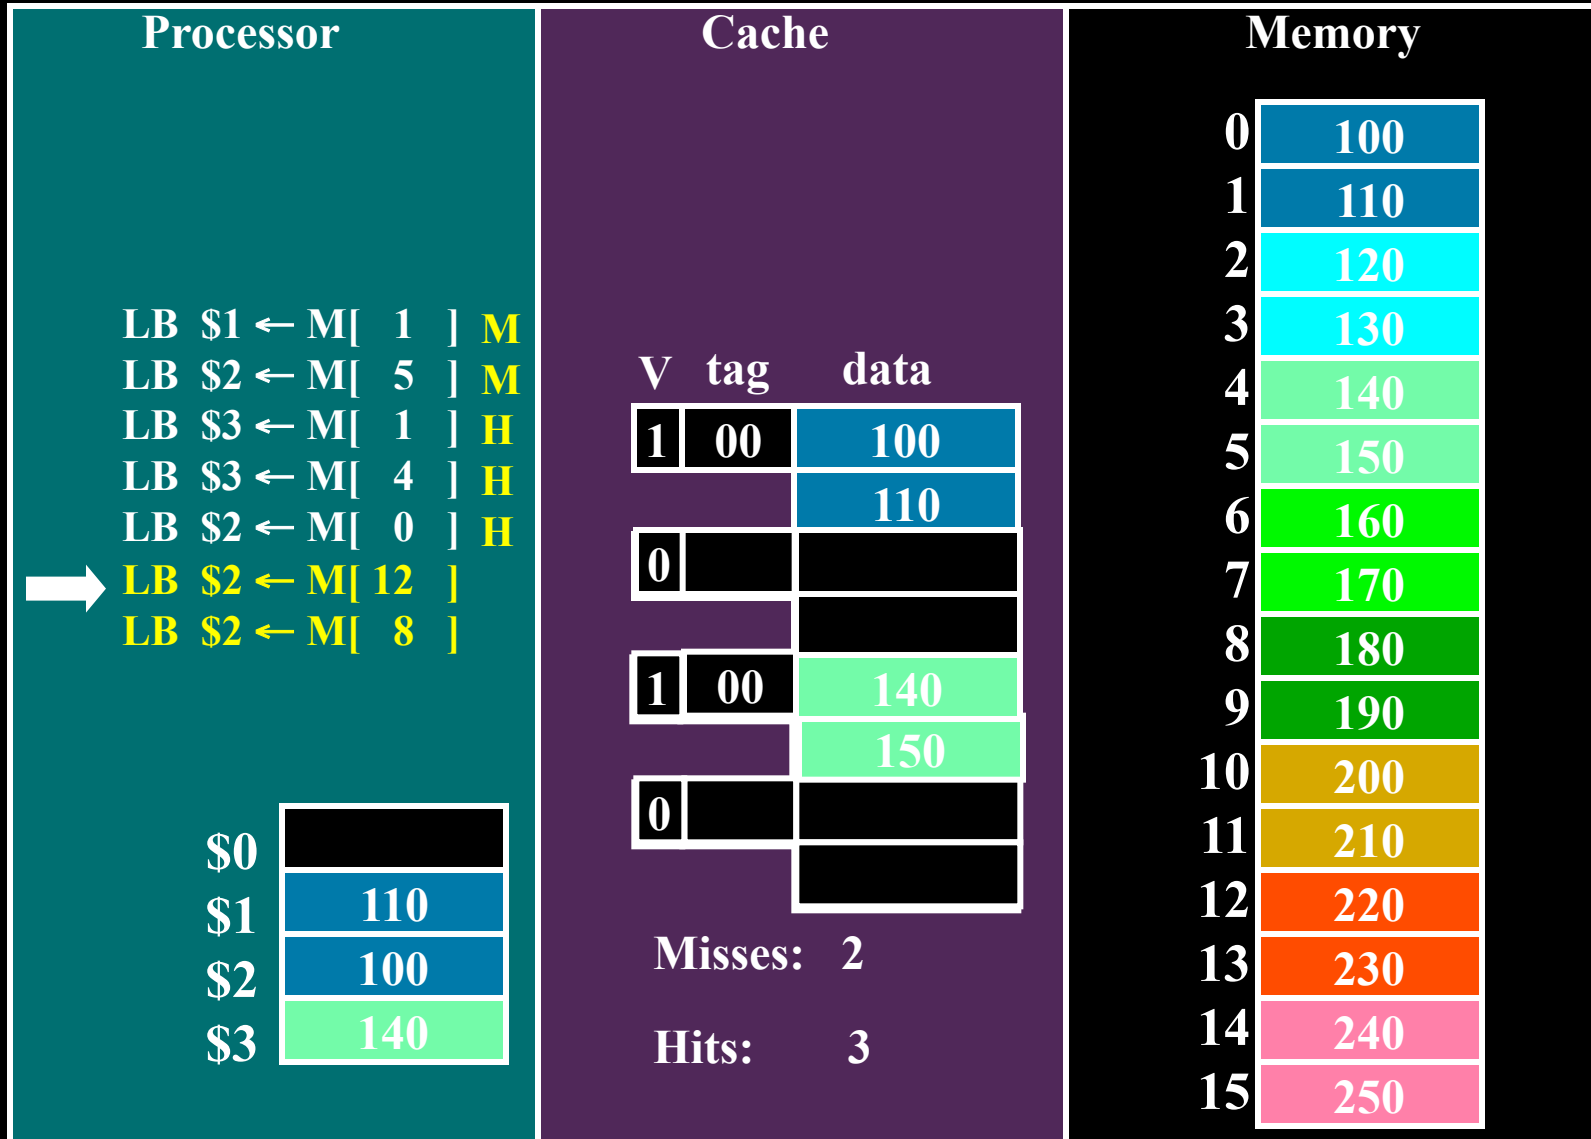 Processor
LB $1 ← M[ 1 ] M
LB $2 ← M[ 5 ] M
LB $3 ← M[ 1 ] H
LB $3 ← M[ 4 ] H
LB $2 ← M[ 0 ] H
LB $2 ← M[ 12 ]
LB $2 ← M[ 8 ]
$0
$1 110
$2 100
$3 140
Cache
V tag data
1 00 100
110
0
1 00 140
150
0
Misses: 2
Hits: 3
Memory
0 100
1 110
2 120
3 130
4 140
5 150
6 160
7 170
8 180
9 190
10 200
11 210
12 220
13 230
14 240
15 250